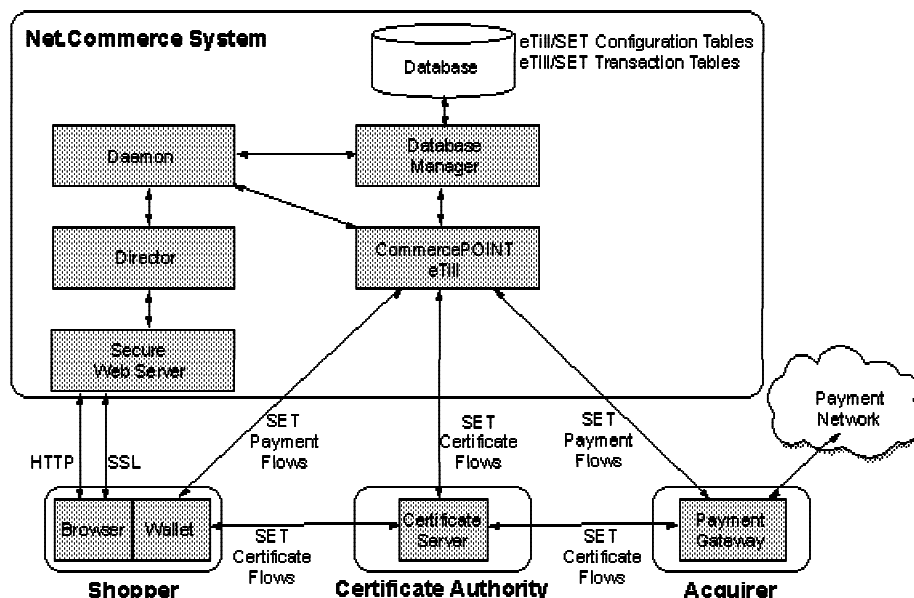 Net.Commerce System
eTill/SET Configuration Tables
eTill/SET Transaction Tables
Database
Daemon
Database
Manager
Director
CommercePOINT
eTill
Secure
Web Server
Payment
Network
SET
Payment
Flows
SET
Certificate
Flows
SET
Payment
Flows
HTTP
SSL
Browser
Wallet
Certificate
Server
Payment
Gateway
SET
Certificate
Flows
SET
Certificate
Flows
Shopper
Certificate Authority
Acquirer